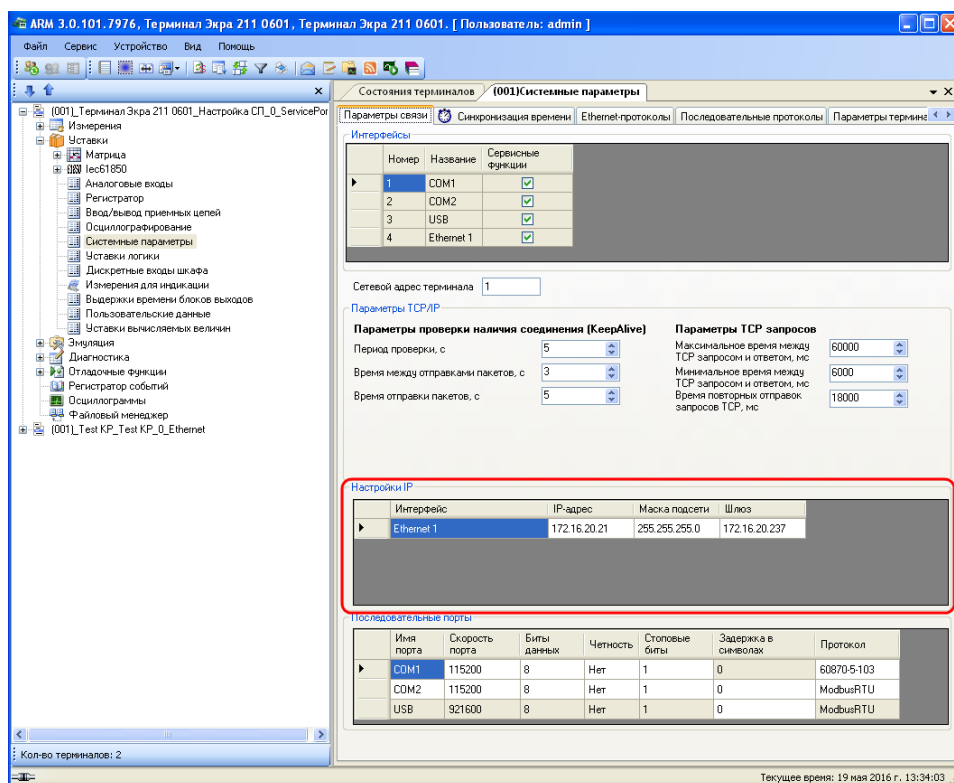 ARM 3.0.101.7976, Терминал Экра 211 0601, Терминал Экра 211 0601. [ Пользователь: admin ]
Файл Сервис Устройство Вид Помощь
(001)_Терминал Экра 211 0601_Настройка СП_0_ServicePor
Измерения
Уставки
Матрица
Iec61850
Аналоговые входы
Регистратор
Ввод/вывод приемных цепей
Осциллографирование
Системные параметры
Уставки логики
Дискретные входы шкафа
Измерения для индикации
Выдержки времени блоков выходов
Пользовательские данные
Уставки вычисляемых величин
Эмуляция
Диагностика
Отладочные функции
Регистратор событий
Осциллограммы
Файловый менеджер
(001)_Test KP_Test KP_0_Ethernet
Кол-во терминалов: 2
Состояния терминалов (001)Системные параметры
Параметры связи Синхронизация времени Ethernet-протоколы Последовательные протоколы Параметры термина
Интерфейсы
Номер Название Сервисные функции
1 COM1
2 COM2
3 USB
4 Ethernet 1
Сетевой адрес терминала 1
Параметры TCP/IP
Параметры проверки наличия соединения (KeepAlive)
Период проверки, с 5
Время между отправками пакетов, с 3
Время отправки пакетов, с 5
Параметры TCP запросов
Максимальное время между TCP запросом и ответом, мс 60000
Минимальное время между TCP запросом и ответом, мс 6000
Время повторных отправок запросов TCP, мс 18000
Настройки IP
Интерфейс IP-адрес Маска подсети Шлюз
Ethernet 1 172.16.20.21 255.255.255.0 172.16.20.237
Последовательные порты
Имя порта Скорость порта Биты данных Четность Стоповые биты Задержка в символах Протокол
COM1 115200 8 Нет 1 0 60870-5-103
COM2 115200 8 Нет 1 0 ModbusRTU
USB 921600 8 Нет 1 0 ModbusRTU
Текущее время: 19 мая 2016 г. 13:34:03